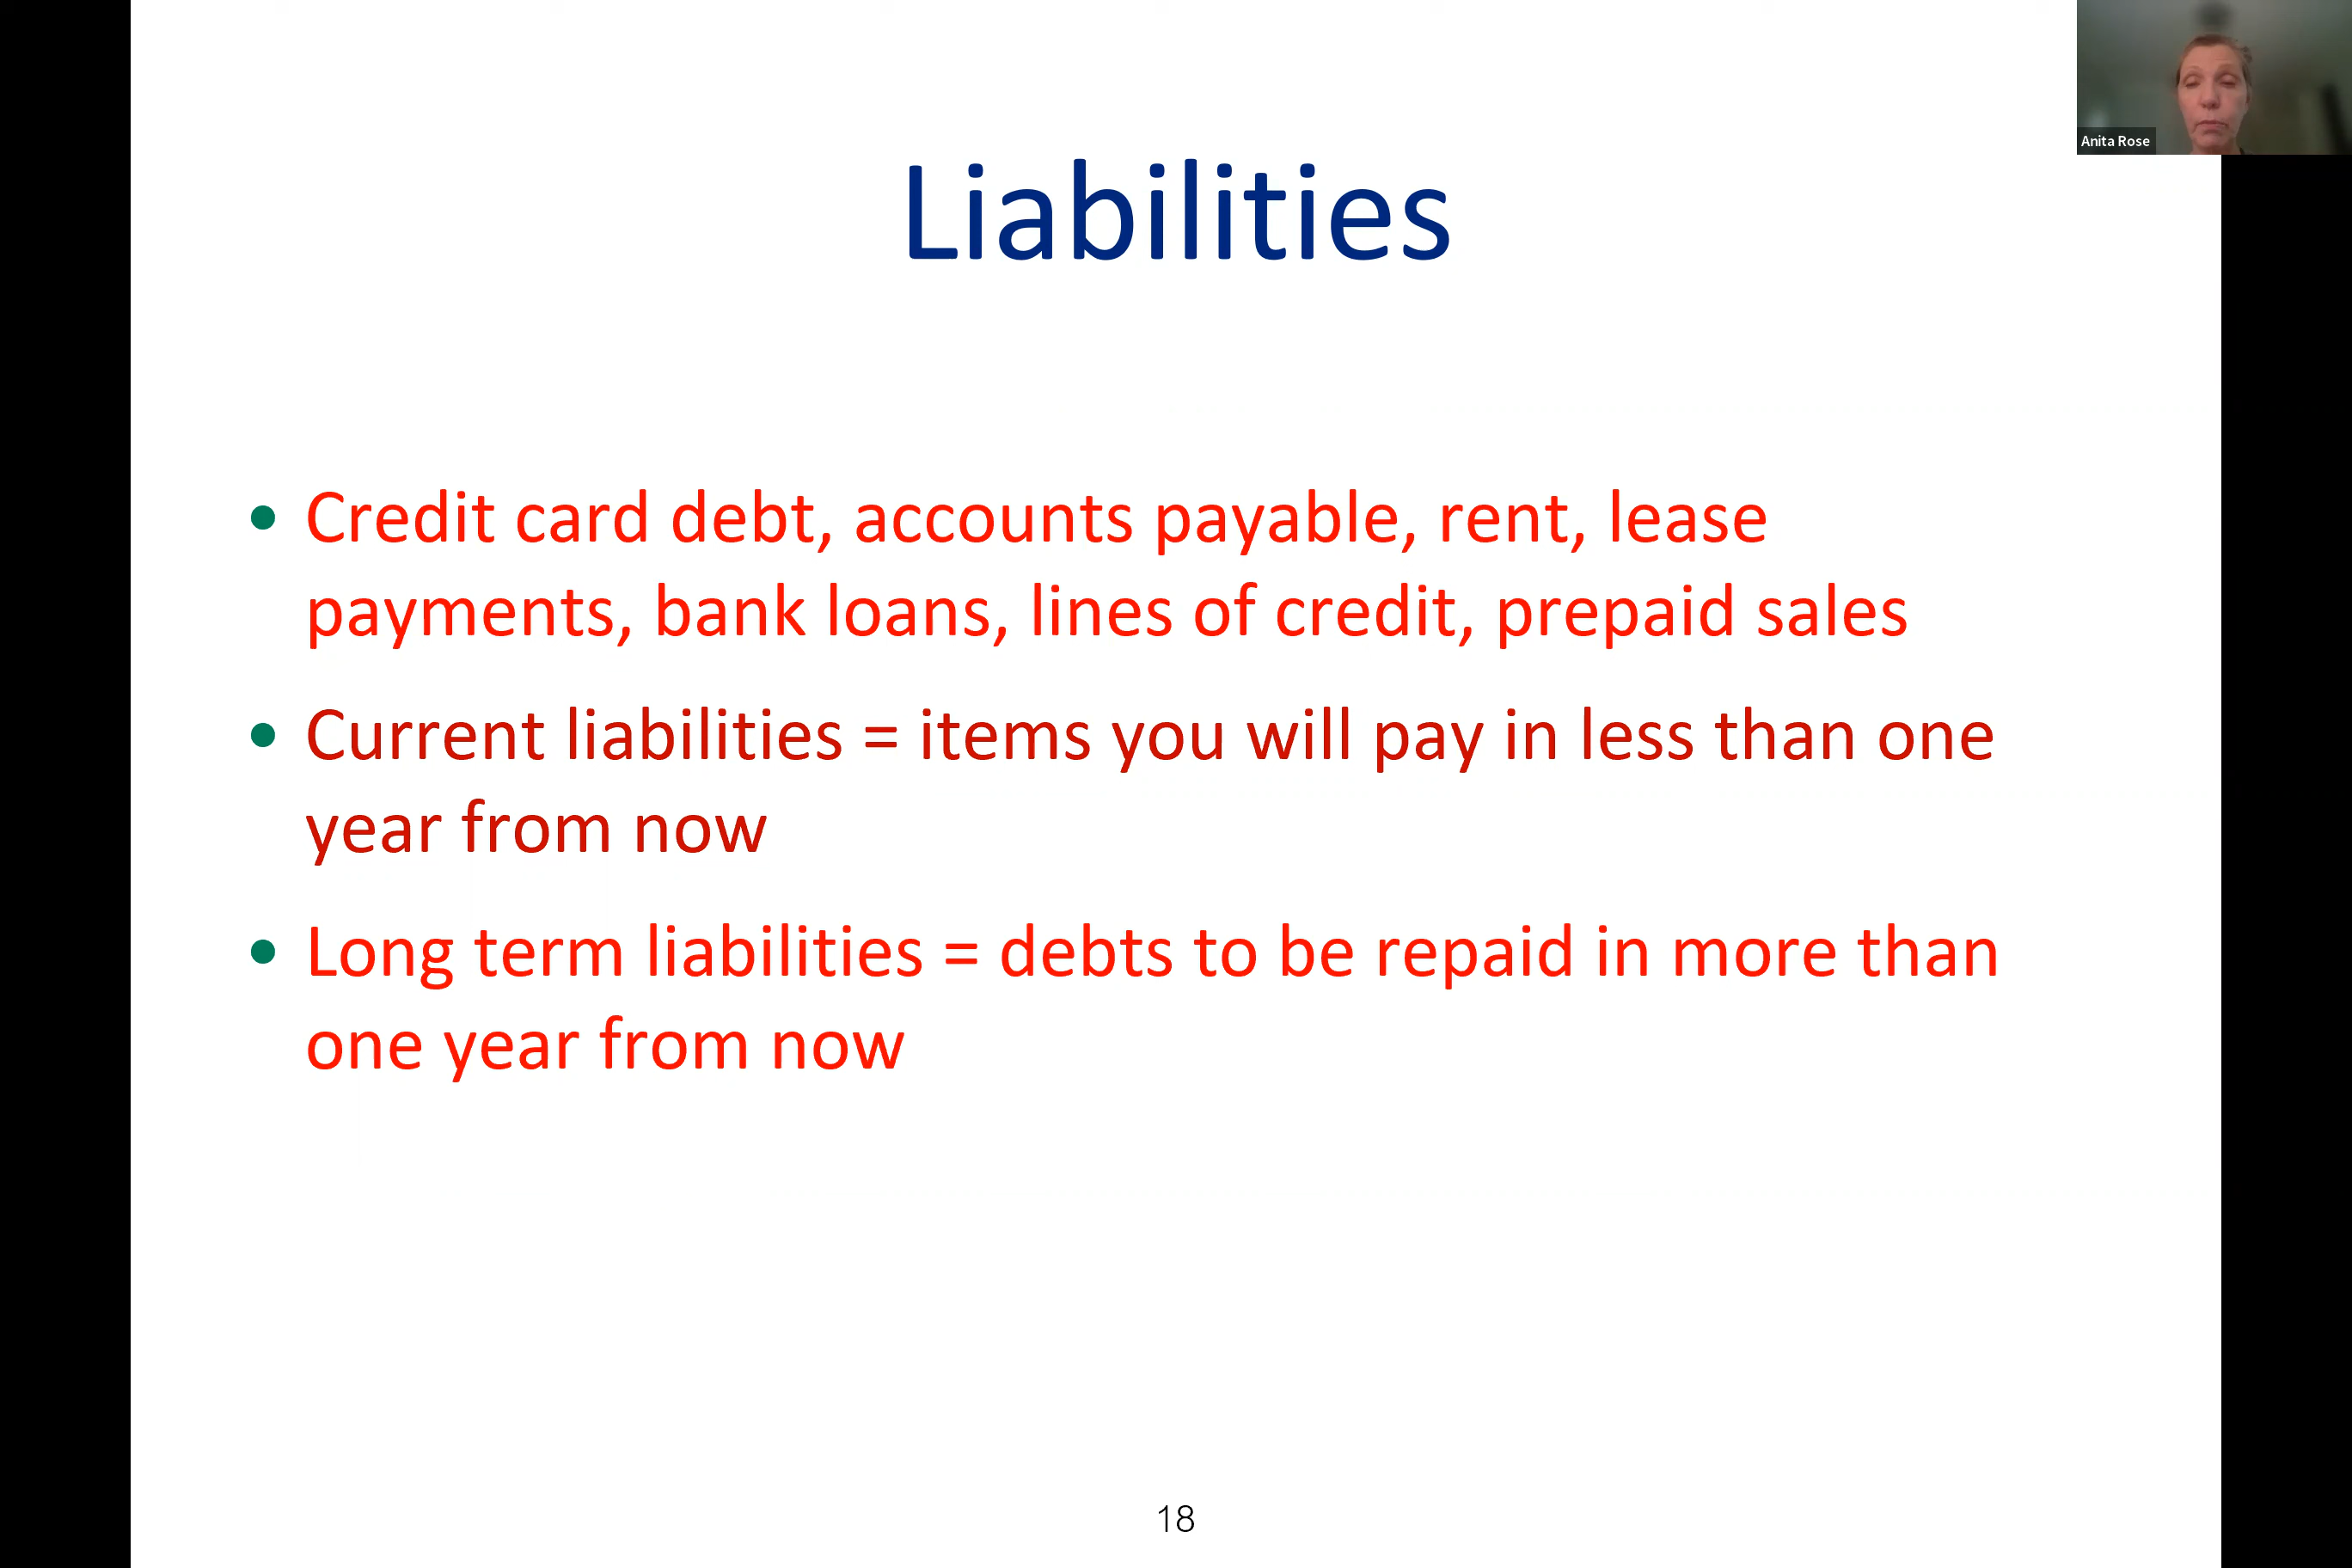 Anita Rose
Liabilities
• Credit card debt, accounts payable, rent, lease
payments, bank loans, lines of credit, prepaid sales
• Current liabilities = items you will pay in less than one
year from now
• Long term liabilities = debts to be repaid in more than
one year from now
18